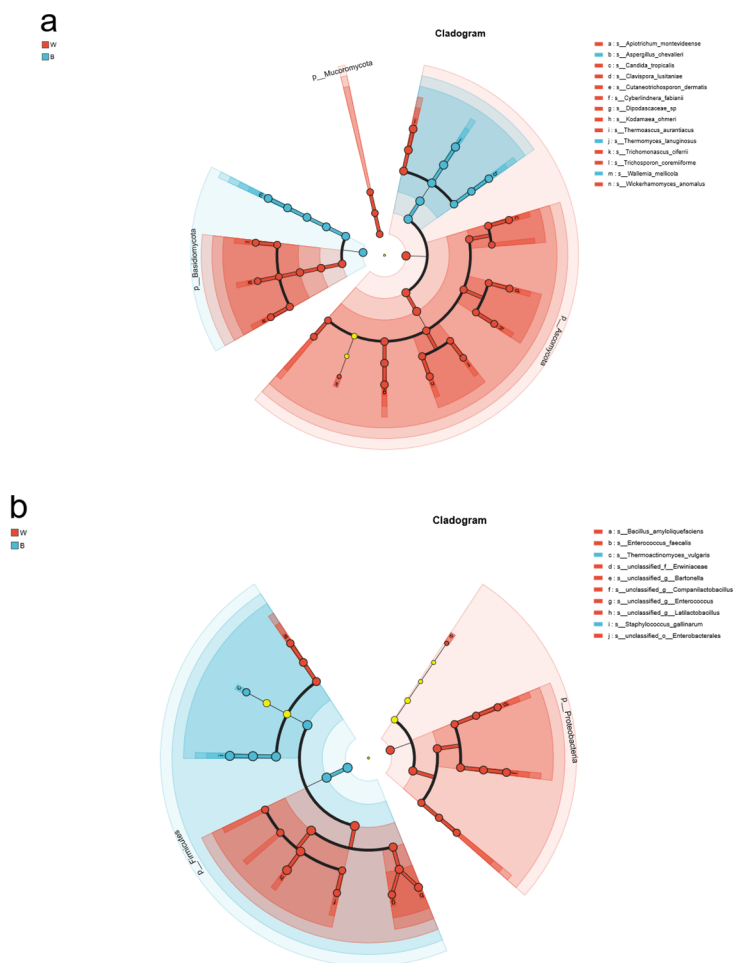 a
W
B
Cladogram
p__Mucoromycota
p__Basidiomycota
p__Ascomycota
a : s__Apiotrichum_montevideense
b : s__Aspergillus_chevalieri
c : s__Candida_tropicalis
d : s__Clavispora_lusitaniae
e : s__Cutaneotrichosporon_dermatis
f : s__Cyberlindnera_fabianii
g : s__Dipodascaceae_sp
h : s__Kodamaea_ohmeri
i : s__Thermoascus_aurantiacus
j : s__Thermomyces_lanuginosus
k : s__Trichomonascus_ciferrii
l : s__Trichosporon_coremiiforme
m : s__Wallemia_mellicola
n : s__Wickerhamomyces_anomalus
b
W
B
Cladogram
p__Firmicutes
p__Proteobacteria
a : s__Bacillus_amyloliquefaciens
b : s__Enterococcus_faecalis
c : s__Thermoactinomyces_vulgaris
d : s__unclassified_f__Erwiniaceae
e : s__unclassified_g__Bartonella
f : s__unclassified_g__Companilactobacillus
g : s__unclassified_g__Enterococcus
h : s__unclassified_g__Latilactobacillus
i : s__Staphylococcus_gallinarum
j : s__unclassified_o__Enterobacterales